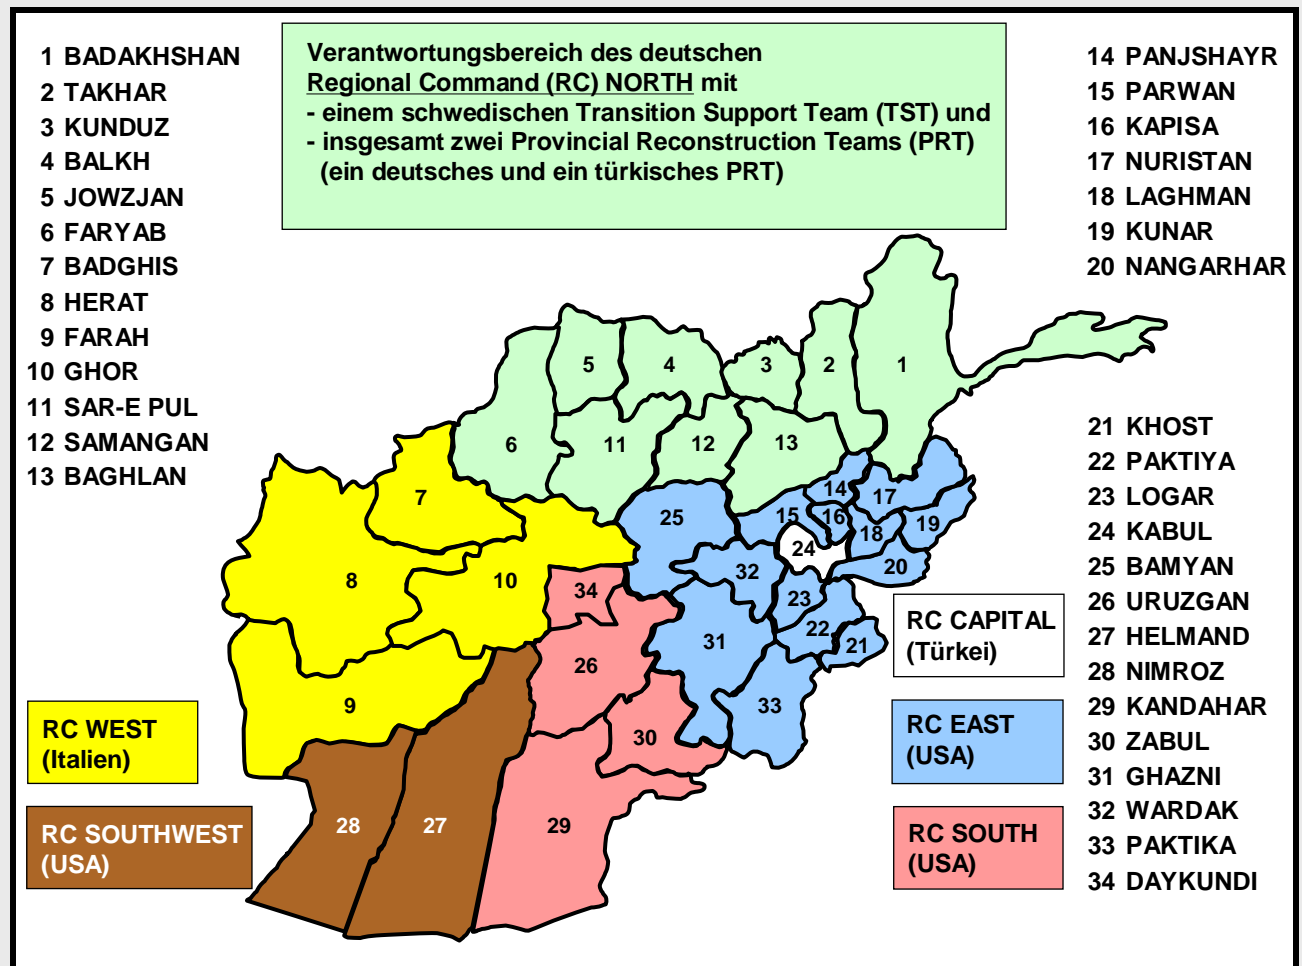 1 BADAKHSHAN
2 TAKHAR
3 KUNDUZ
4 BALKH
5 JOWZJAN
6 FARYAB
7 BADGHIS
8 HERAT
9 FARAH
10 GHOR
11 SAR-E PUL
12 SAMANGAN
13 BAGHLAN
Verantwortungsbereich des deutschen
Regional Command (RC) NORTH mit
- einem schwedischen Transition Support Team (TST) und
- insgesamt zwei Provincial Reconstruction Teams (PRT)
(ein deutsches und ein türkisches PRT)
14 PANJSHAYR
15 PARWAN
16 KAPISA
17 NURISTAN
18 LAGHMAN
19 KUNAR
20 NANGARHAR
21 KHOST
22 PAKTIYA
23 LOGAR
24 KABUL
25 BAMYAN
26 URUZGAN
27 HELMAND
28 NIMROZ
29 KANDAHAR
30 ZABUL
31 GHAZNI
32 WARDAK
33 PAKTIKA
34 DAYKUNDI
5
4
3
2
1
6
11
12
13
7
25
14
17
15
16
18
19
24
20
8
10
34
32
23
22
21
31
26
9
33
30
28
27
29
RC WEST
(Italien)
RC SOUTHWEST
(USA)
RC CAPITAL
(Türkei)
RC EAST
(USA)
RC SOUTH
(USA)